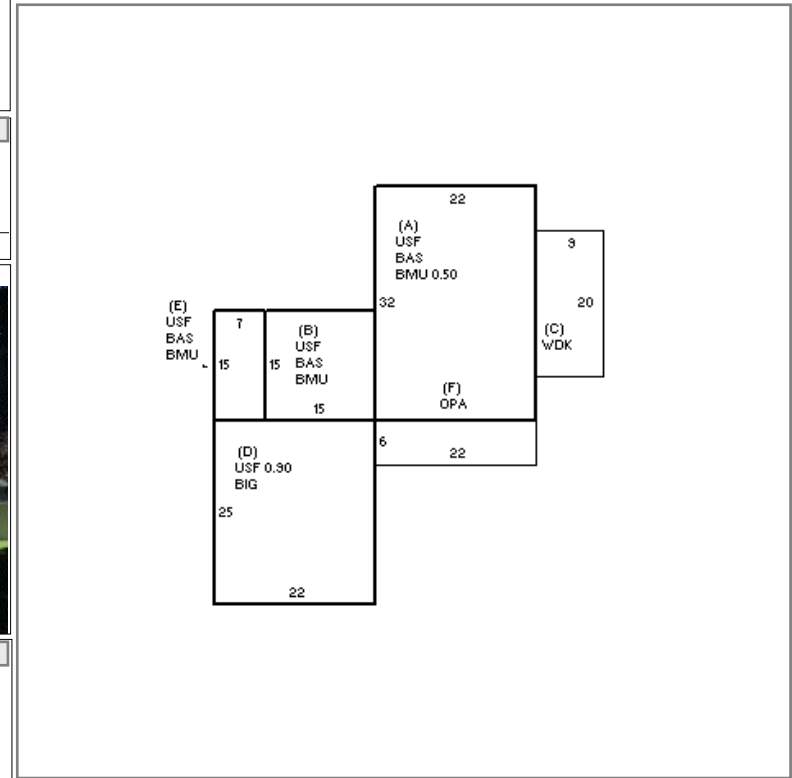 22
(A)
USF
BAS
BMU 0.50
32
9
20
(C)
WDK
(E)
USF
BAS
BMU
15
7
(B)
USF
BAS
BMU
15
15
(F)
OPA
6
22
(D)
USF 0.90
BIG
25
22